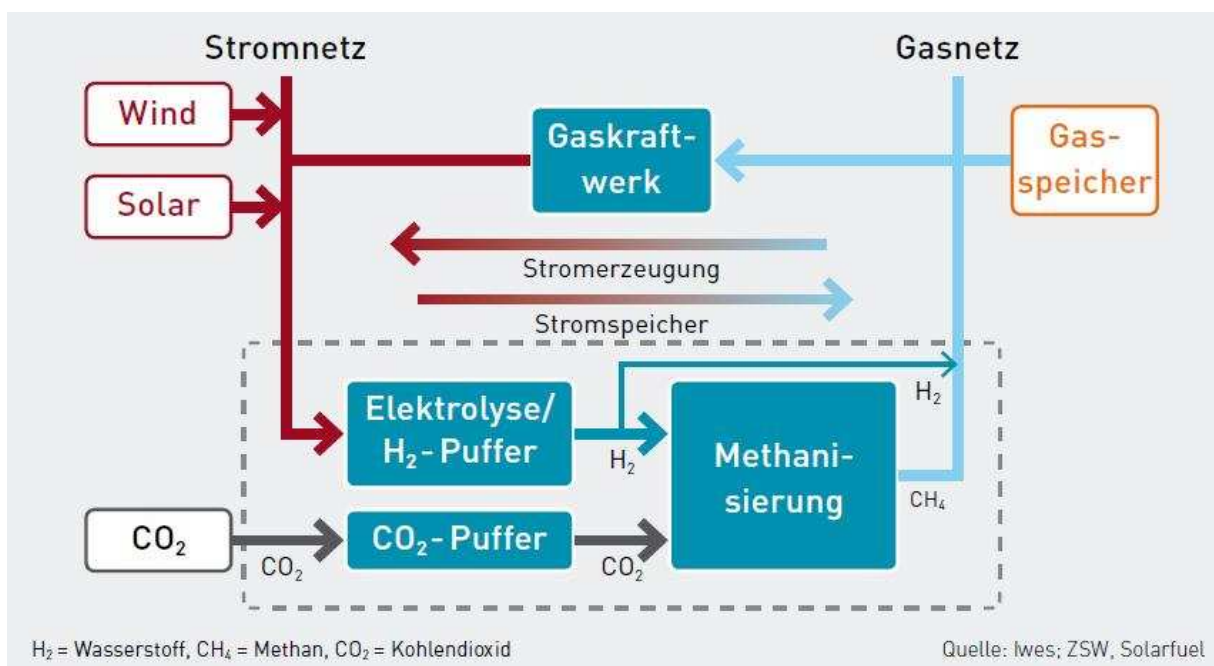 Stromnetz
Gasnetz
Wind
Solar
Gaskraft-
werk
Gas-
speicher
Stromerzeugung
Stromspeicher
Elektrolyse/
H₂-Puffer
H₂
H₂
Methani-
sierung
CH₄
CO₂
CO₂
CO₂-Puffer
CO₂
H₂ = Wasserstoff, CH₄ = Methan, CO₂ = Kohlendioxid
Quelle: Iwes; ZSW, Solarfuel